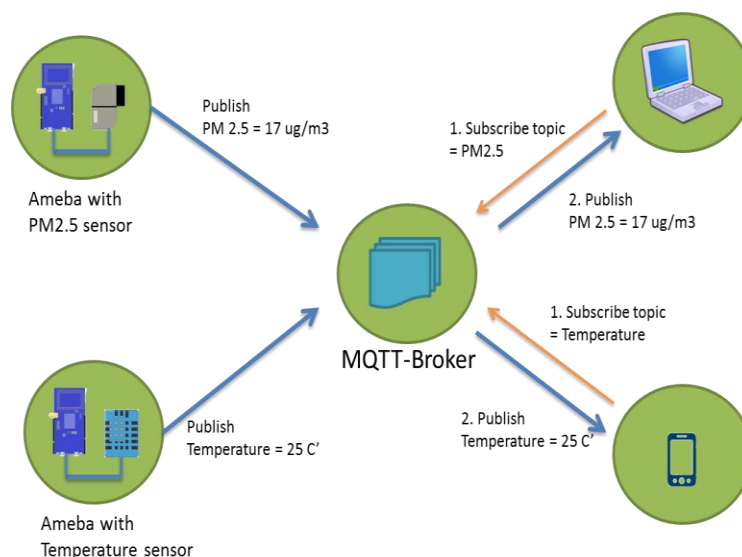 Publish
PM 2.5 = 17 ug/m3
Ameba with
PM2.5 sensor
1. Subscribe topic
= PM2.5
2. Publish
PM 2.5 = 17 ug/m3
MQTT-Broker
1. Subscribe topic
= Temperature
2. Publish
Temperature = 25 C’
Publish
Temperature = 25 C’
Ameba with
Temperature sensor